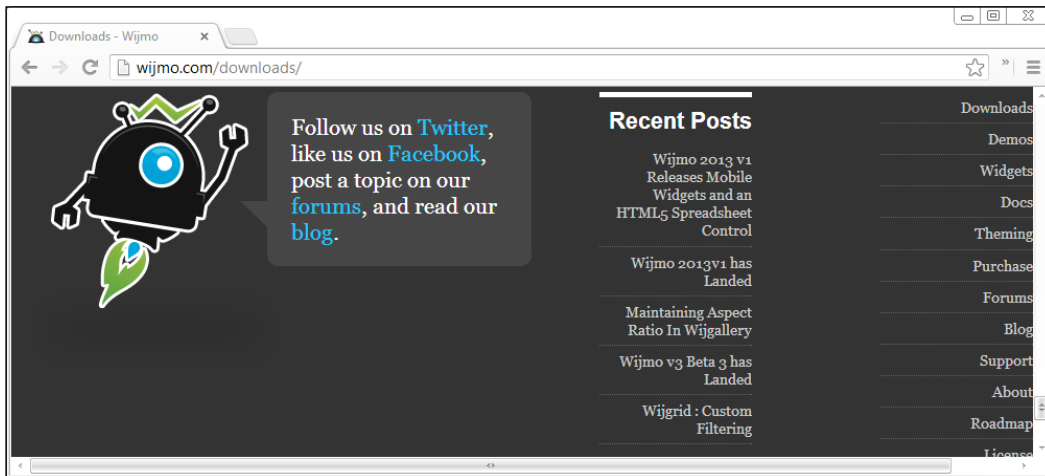 Downloads - Wijmo
wijmo.com/downloads/
Follow us on Twitter,
like us on Facebook,
post a topic on our
forums, and read our
blog.
Recent Posts
Wijmo 2013 v1
Releases Mobile
Widgets and an
HTML5 Spreadsheet
Control
Wijmo 2013v1 has
Landed
Maintaining Aspect
Ratio In Wijgallery
Wijmo v3 Beta 3 has
Landed
Wijgrid : Custom
Filtering
Downloads
Demos
Widgets
Docs
Theming
Purchase
Forums
Blog
Support
About
Roadmap
License